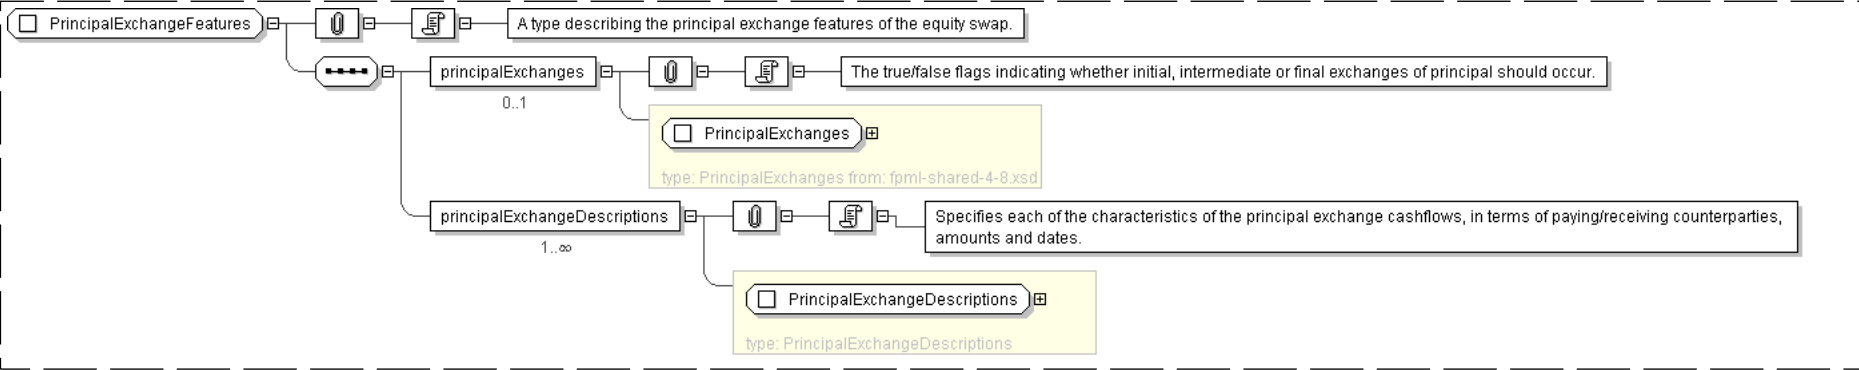 PrincipalExchangeFeatures
A type describing the principal exchange features of the equity swap.
principalExchanges
The true/false flags indicating whether initial, intermediate or final exchanges of principal should occur.
0..1
PrincipalExchanges
type: PrincipalExchanges from: fpml-shared-4-8.xsd
principalExchangeDescriptions
Specifies each of the characteristics of the principal exchange cashflows, in terms of paying/receiving counterparties,
amounts and dates.
1..∞
PrincipalExchangeDescriptions
type: PrincipalExchangeDescriptions